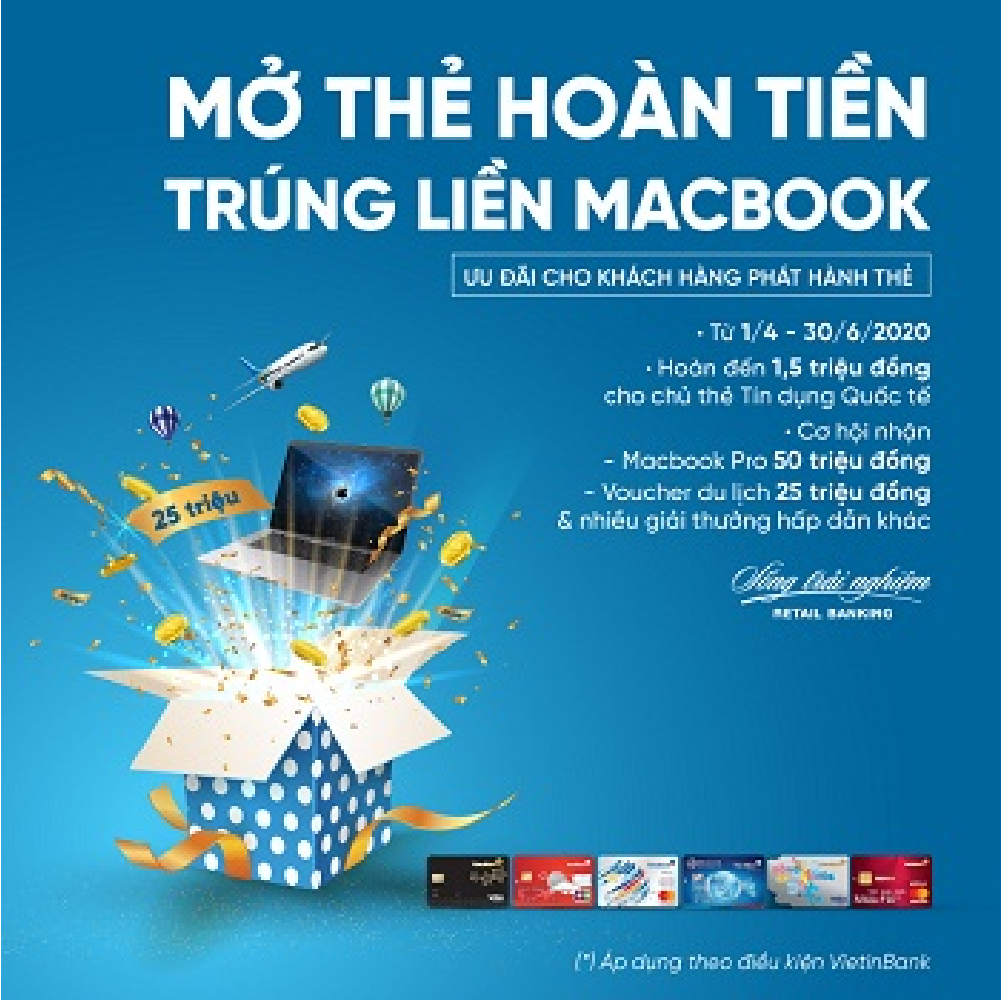 MỞ THẺ HOÀN TIỀN
TRÚNG LIỀN MACBOOK
ƯU ĐÃI CHO KHÁCH HÀNG PHÁT HÀNH THẺ
• Từ 1/4 - 30/6/2020
• Hoàn đến 1,5 triệu đồng
cho chủ thẻ Tín dụng Quốc tế
• Cơ hội nhận
- Macbook Pro 50 triệu đồng
- Voucher du lịch 25 triệu đồng
& nhiều giải thưởng hấp dẫn khác
25 triệu
Sống trải nghiệm
RETAIL BANKING
(*) Áp dụng theo điều kiện VietinBank